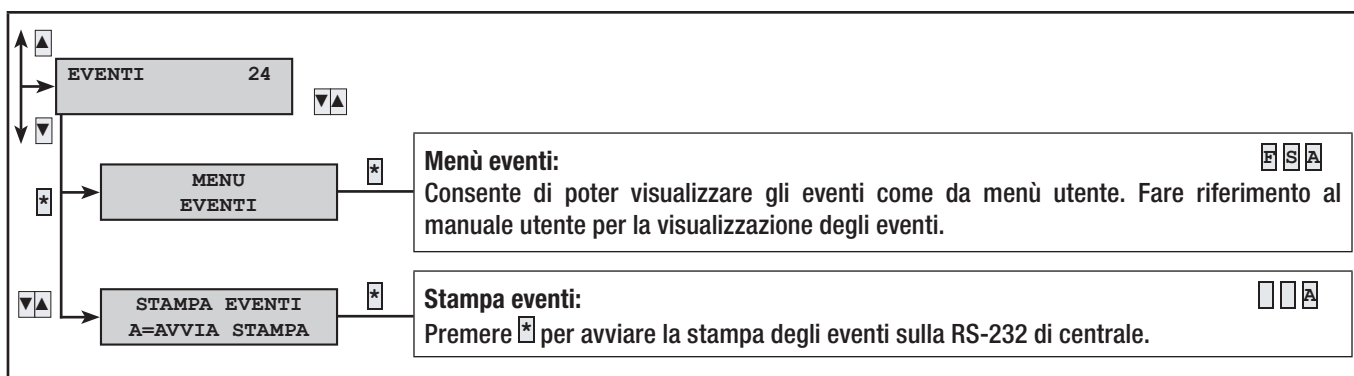 ▲
EVENTI 24
▼▲
▼
*
MENU
EVENTI
*
Menù eventi: F S A
Consente di poter visualizzare gli eventi come da menù utente. Fare riferimento al
manuale utente per la visualizzazione degli eventi.
▼▲
STAMPA EVENTI
A=AVVIA STAMPA
*
Stampa eventi: A
Premere * per avviare la stampa degli eventi sulla RS-232 di centrale.